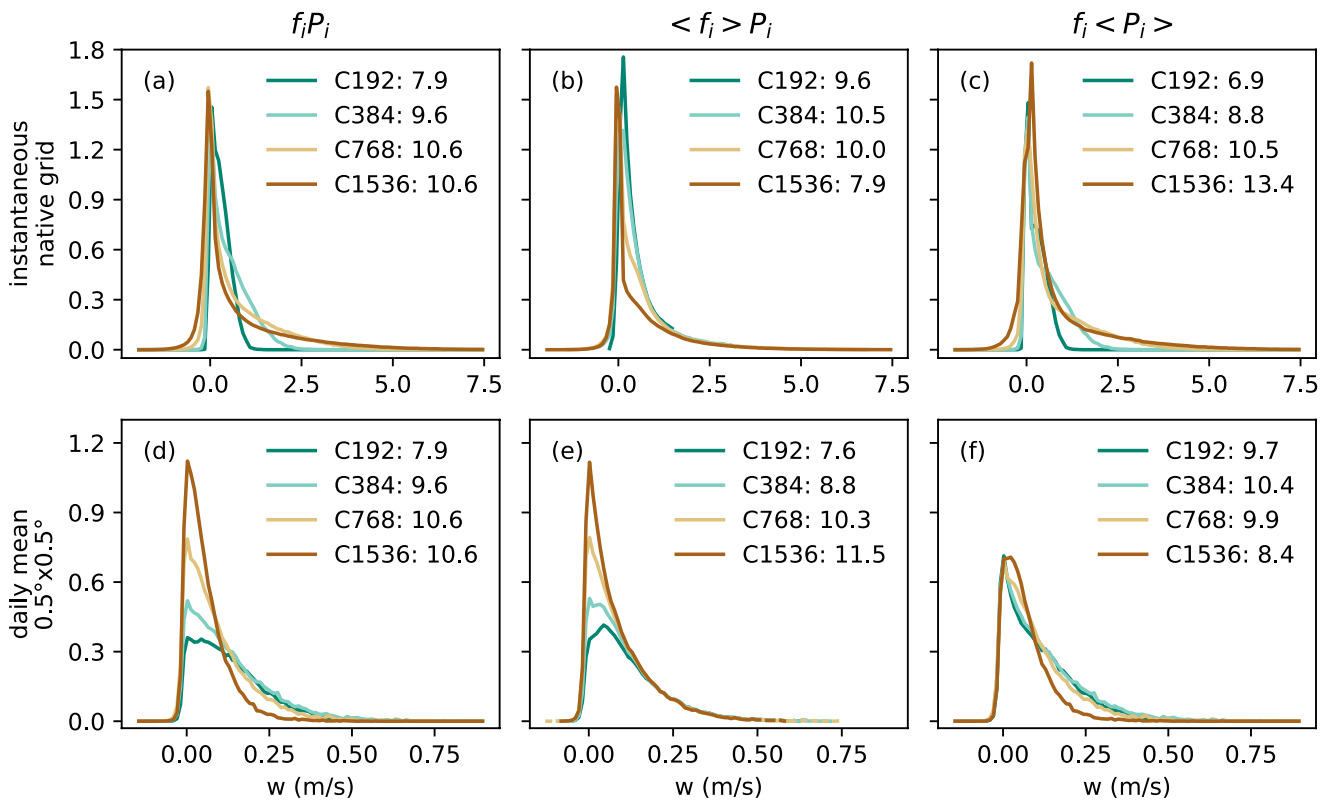 f_i P_i
< f_i > P_i
f_i < P_i >
instantaneous
native grid
1.8
1.5
1.2
0.9
0.6
0.3
0.0
(a)
C192: 7.9
C384: 9.6
C768: 10.6
C1536: 10.6
0.0 2.5 5.0 7.5
(b)
C192: 9.6
C384: 10.5
C768: 10.0
C1536: 7.9
0.0 2.5 5.0 7.5
(c)
C192: 6.9
C384: 8.8
C768: 10.5
C1536: 13.4
0.0 2.5 5.0 7.5
daily mean
0.5°x0.5°
1.2
0.9
0.6
0.3
0.0
(d)
C192: 7.9
C384: 9.6
C768: 10.6
C1536: 10.6
0.00 0.25 0.50 0.75
w (m/s)
(e)
C192: 7.6
C384: 8.8
C768: 10.3
C1536: 11.5
0.00 0.25 0.50 0.75
w (m/s)
(f)
C192: 9.7
C384: 10.4
C768: 9.9
C1536: 8.4
0.00 0.25 0.50 0.75
w (m/s)